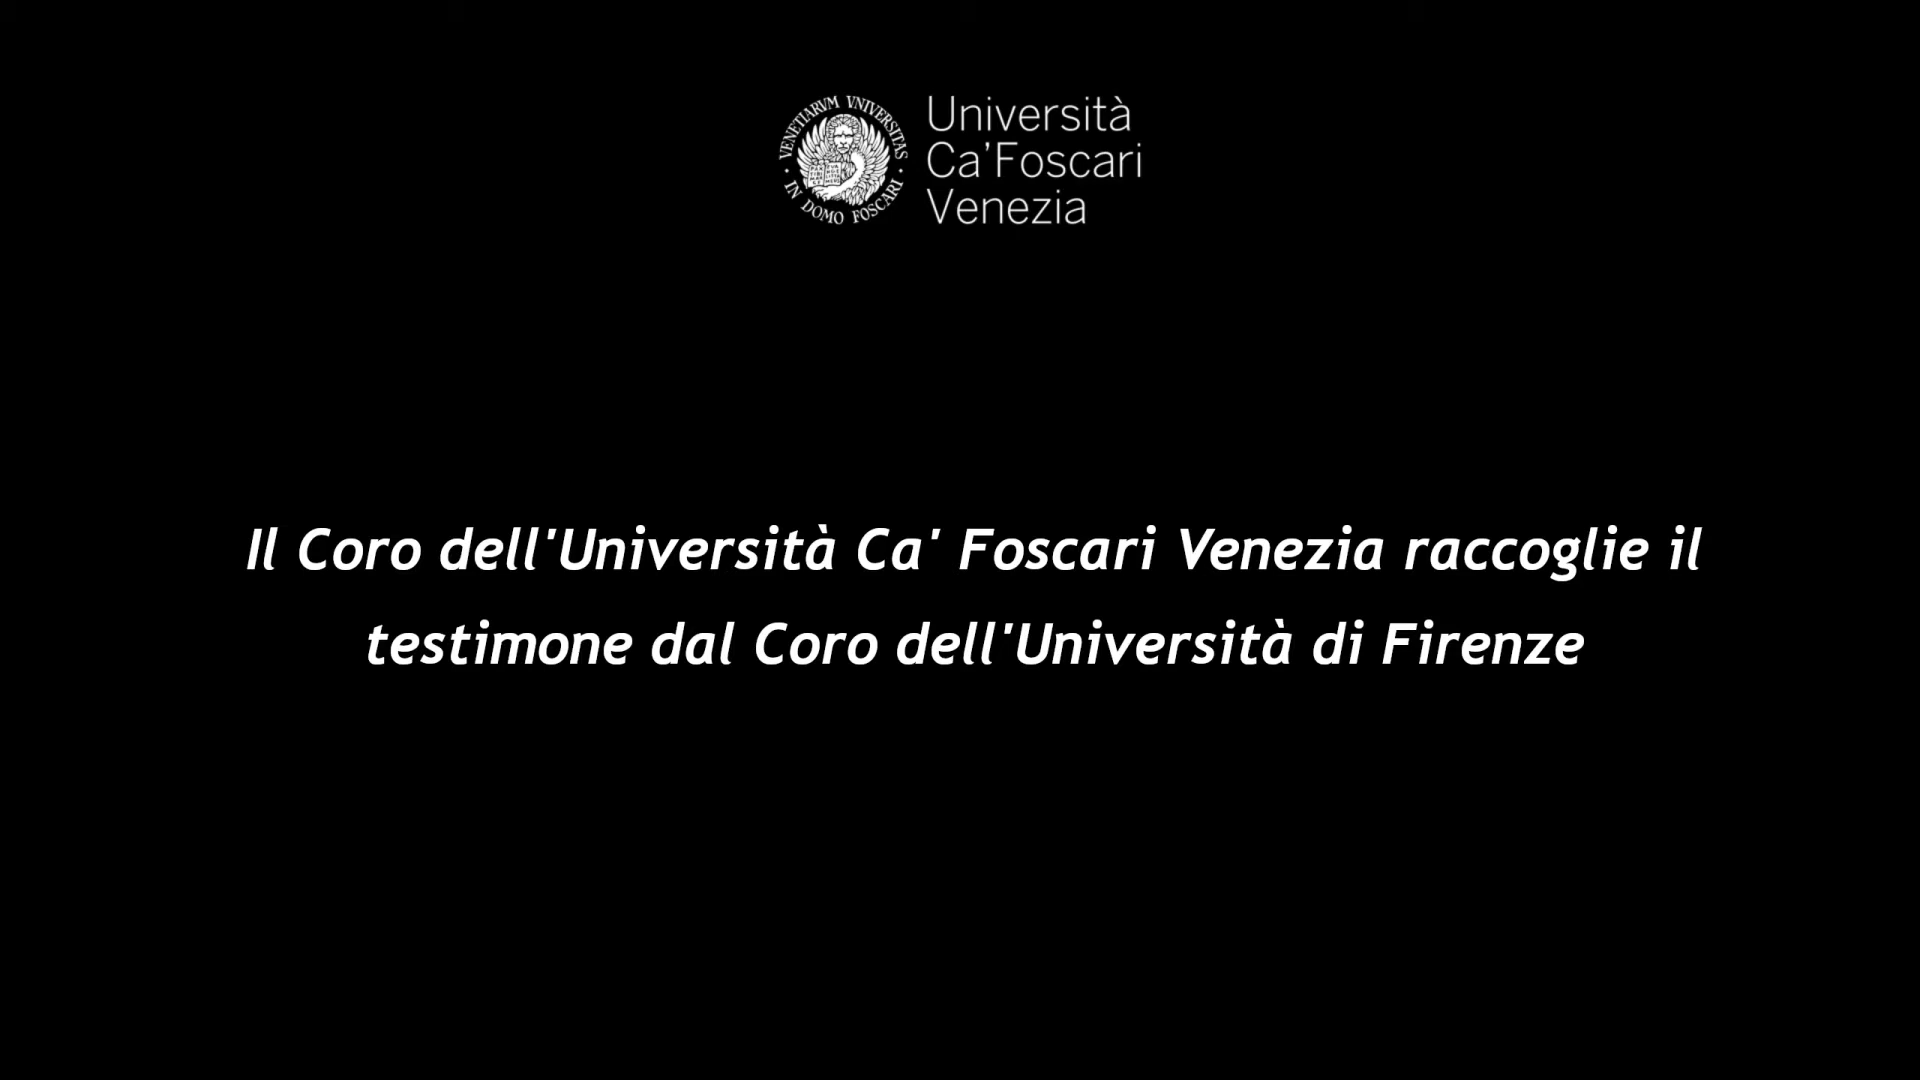 VENETIARVM VNIVERSITAS
IN DOMO FOSCARI
Università
Ca'Foscari
Venezia
Il Coro dell'Università Ca' Foscari Venezia raccoglie il
testimone dal Coro dell'Università di Firenze